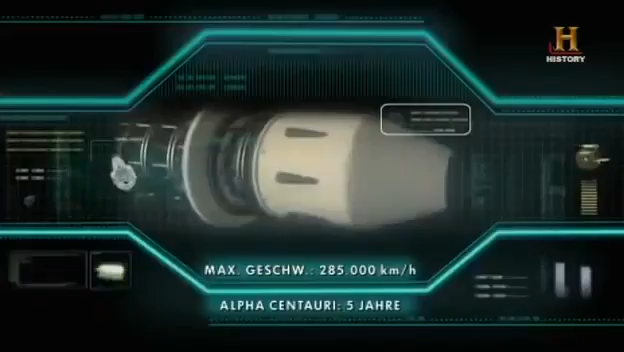 H
HISTORY
MAX. GESCHW.: 285.000 km/h
ALPHA CENTAURI: 5 JAHRE